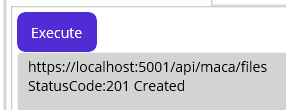 Execute
https://localhost:5001/api/maca/files
StatusCode:201 Created